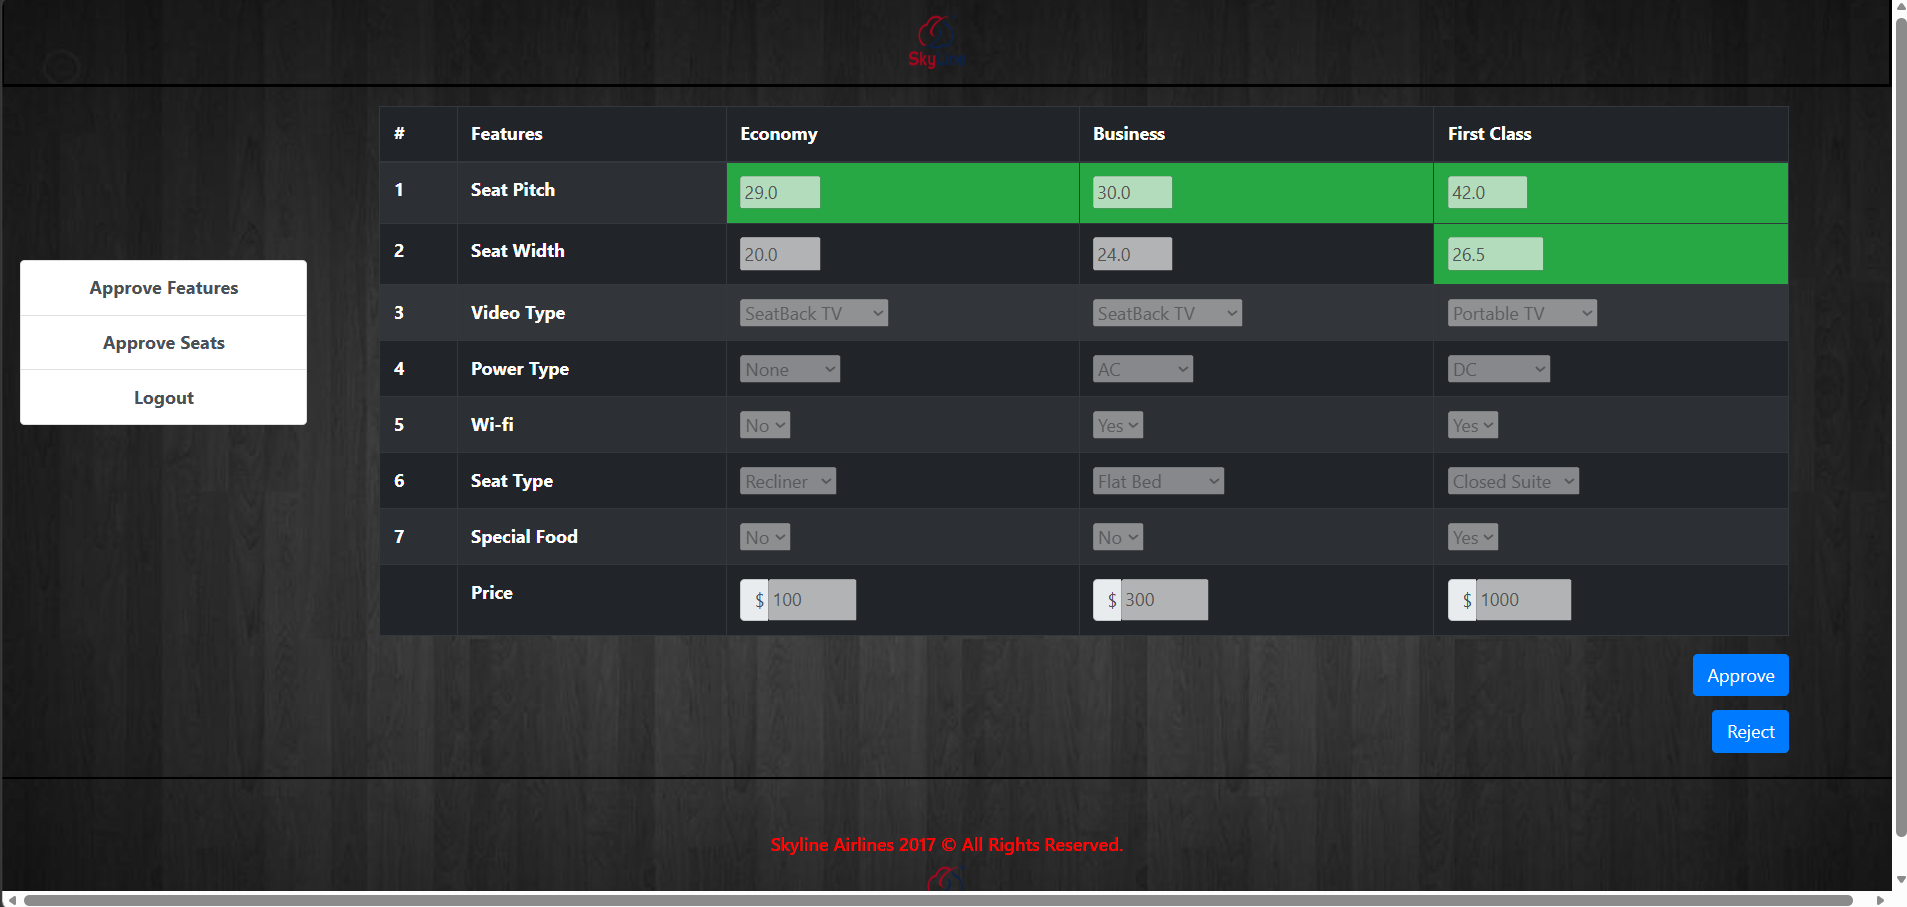 Sky
# Features Economy Business First Class
1 Seat Pitch 29.0 30.0 42.0
2 Seat Width 20.0 24.0 26.5
Approve Features
3 Video Type SeatBack TV SeatBack TV Portable TV
Approve Seats
4 Power Type None AC DC
Logout
5 Wi-fi No Yes Yes
6 Seat Type Recliner Flat Bed Closed Suite
7 Special Food No No Yes
Price $ 100 $ 300 $ 1000
Approve
Reject
Skyline Airlines 2017 © All Rights Reserved.